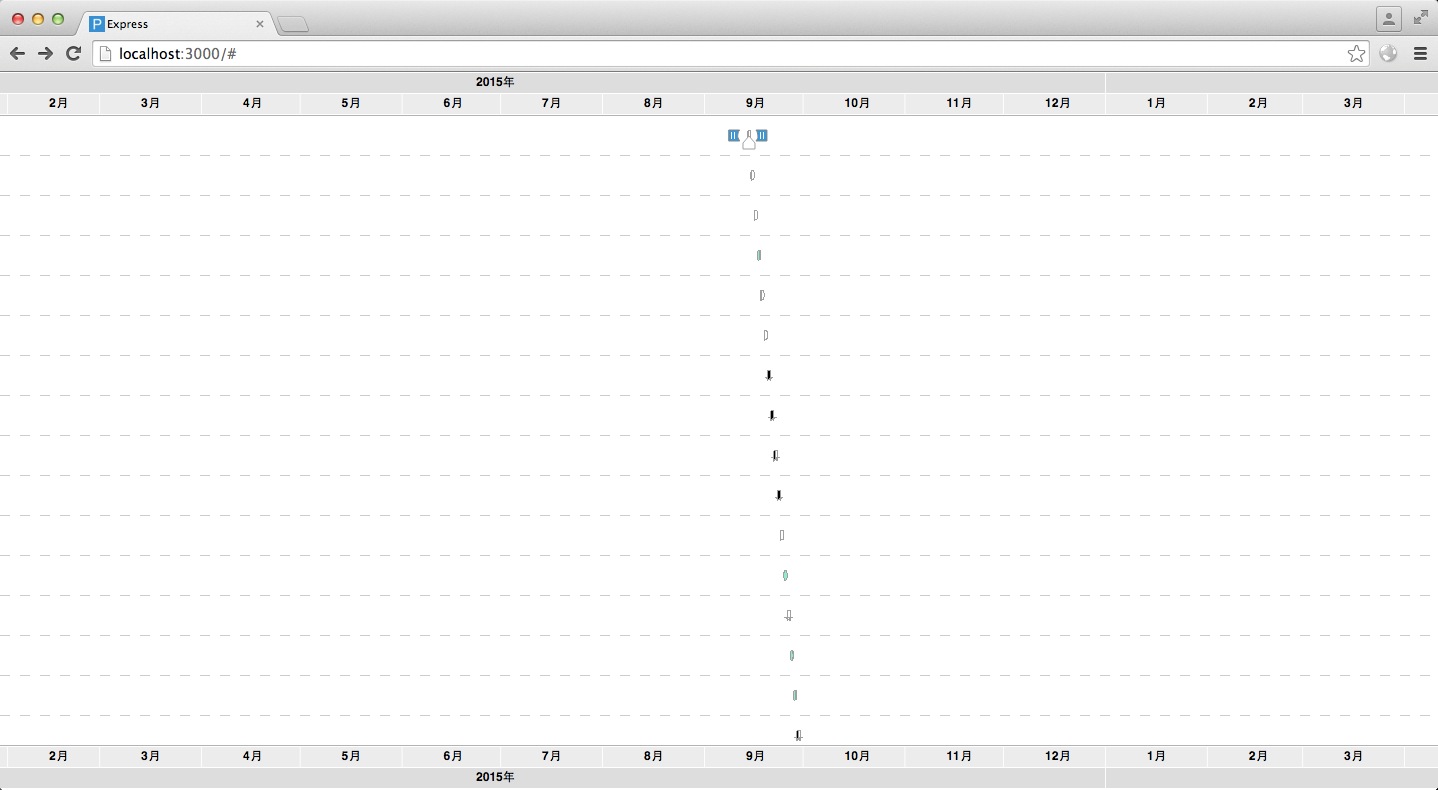 P Express
localhost:3000/#
2015年
2月 3月 4月 5月 6月 7月 8月 9月 10月 11月 12月 1月 2月 3月
2月 3月 4月 5月 6月 7月 8月 9月 10月 11月 12月 1月 2月 3月
2015年